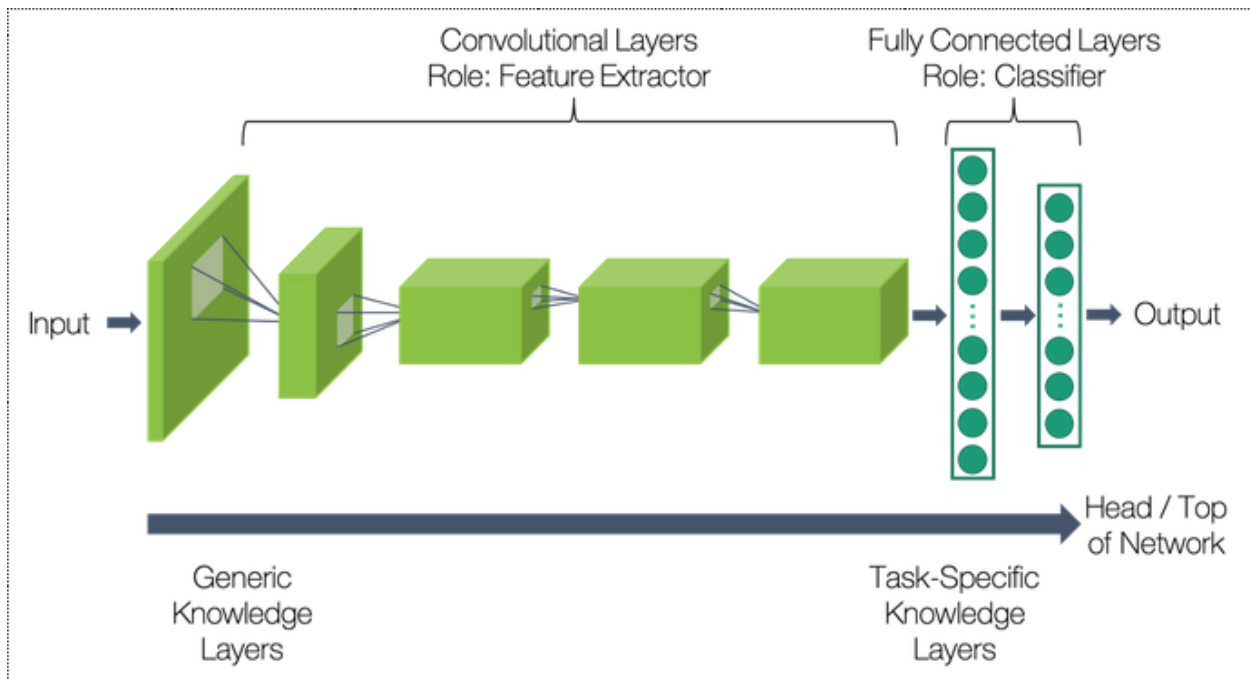 Convolutional Layers
Role: Feature Extractor
Fully Connected Layers
Role: Classifier
Input
Output
Head / Top
of Network
Generic
Knowledge
Layers
Task-Specific
Knowledge
Layers